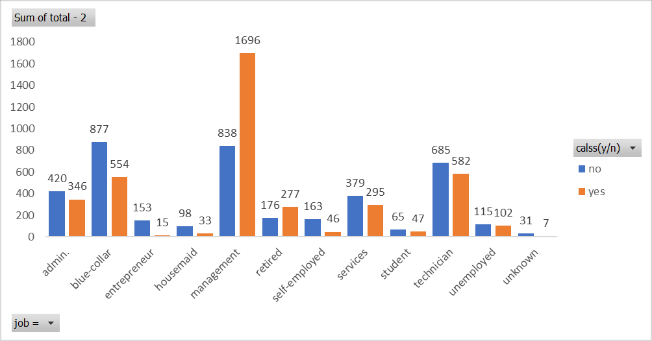 Sum of total - 2
1800
1600
1400
1200
1000
800
600
400
200
0
420 346
877 554
153 15
98 33
838 1696
176 277
163 46
379 295
65 47
685 582
115 102
31 7
admin.
blue-collar
entrepreneur
housemaid
management
retired
self-employed
services
student
technician
unemployed
unknown
calss(y/n)
no
yes
job =